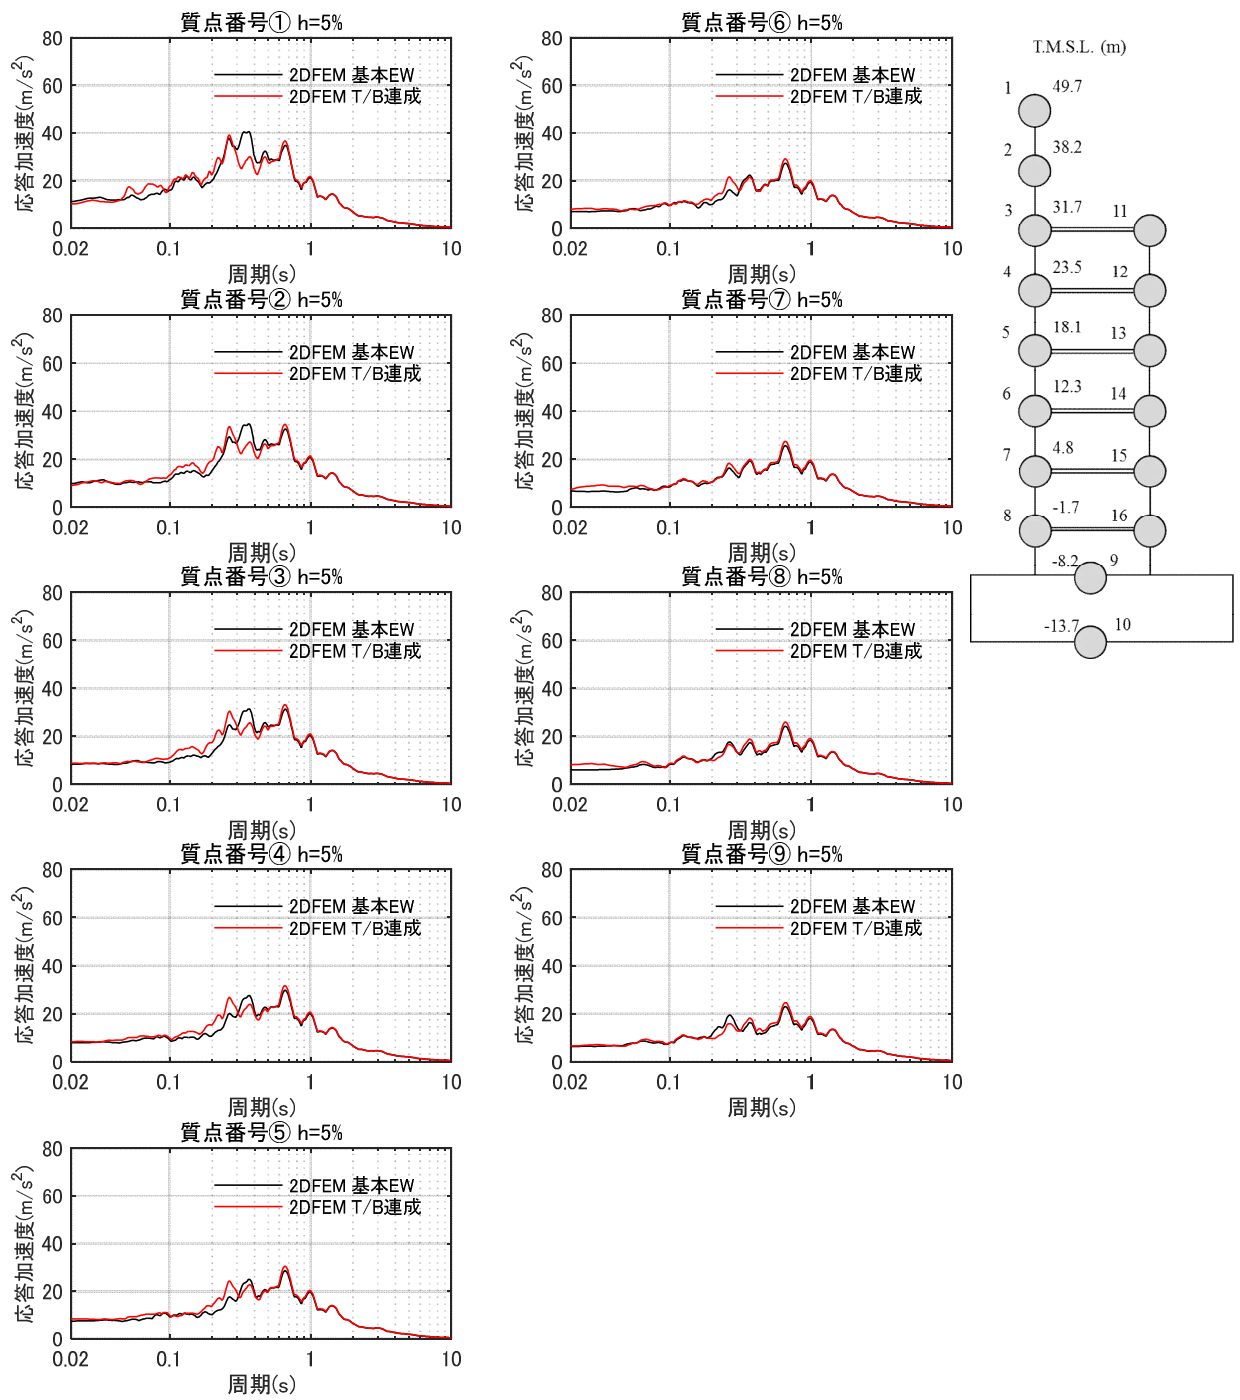 質点番号① h=5%
80
60
40
20
0
応答加速度(m/s²)
2DFEM 基本EW
2DFEM T/B連成
0.02
0.1
1
10
周期(s)
質点番号② h=5%
80
60
40
20
0
応答加速度(m/s²)
2DFEM 基本EW
2DFEM T/B連成
0.02
0.1
1
10
周期(s)
質点番号③ h=5%
80
60
40
20
0
応答加速度(m/s²)
2DFEM 基本EW
2DFEM T/B連成
0.02
0.1
1
10
周期(s)
質点番号④ h=5%
80
60
40
20
0
応答加速度(m/s²)
2DFEM 基本EW
2DFEM T/B連成
0.02
0.1
1
10
周期(s)
質点番号⑤ h=5%
80
60
40
20
0
応答加速度(m/s²)
2DFEM 基本EW
2DFEM T/B連成
0.02
0.1
1
10
周期(s)
質点番号⑥ h=5%
80
60
40
20
0
応答加速度(m/s²)
2DFEM 基本EW
2DFEM T/B連成
0.02
0.1
1
10
周期(s)
質点番号⑦ h=5%
80
60
40
20
0
応答加速度(m/s²)
2DFEM 基本EW
2DFEM T/B連成
0.02
0.1
1
10
周期(s)
質点番号⑧ h=5%
80
60
40
20
0
応答加速度(m/s²)
2DFEM 基本EW
2DFEM T/B連成
0.02
0.1
1
10
周期(s)
質点番号⑨ h=5%
80
60
40
20
0
応答加速度(m/s²)
2DFEM 基本EW
2DFEM T/B連成
0.02
0.1
1
10
周期(s)
T.M.S.L. (m)
1 49.7
2 38.2
3 31.7 11
4 23.5 12
5 18.1 13
6 12.3 14
7 4.8 15
8 -1.7 16
-8.2 9
-13.7 10